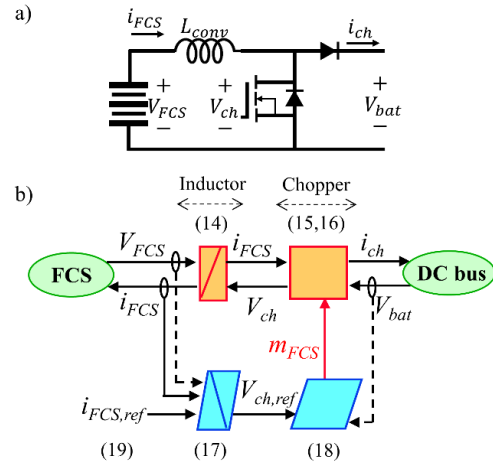 a)
i_FCS
L_conv
i_ch
+
+
+
V_FCS
V_ch
V_bat
−
−
−
b)
Inductor
Chopper
(14)
(15,16)
V_FCS
i_FCS
i_ch
FCS
DC bus
i_FCS
V_ch
V_bat
m_FCS
V_ch,ref
i_FCS,ref
(19)
(17)
(18)